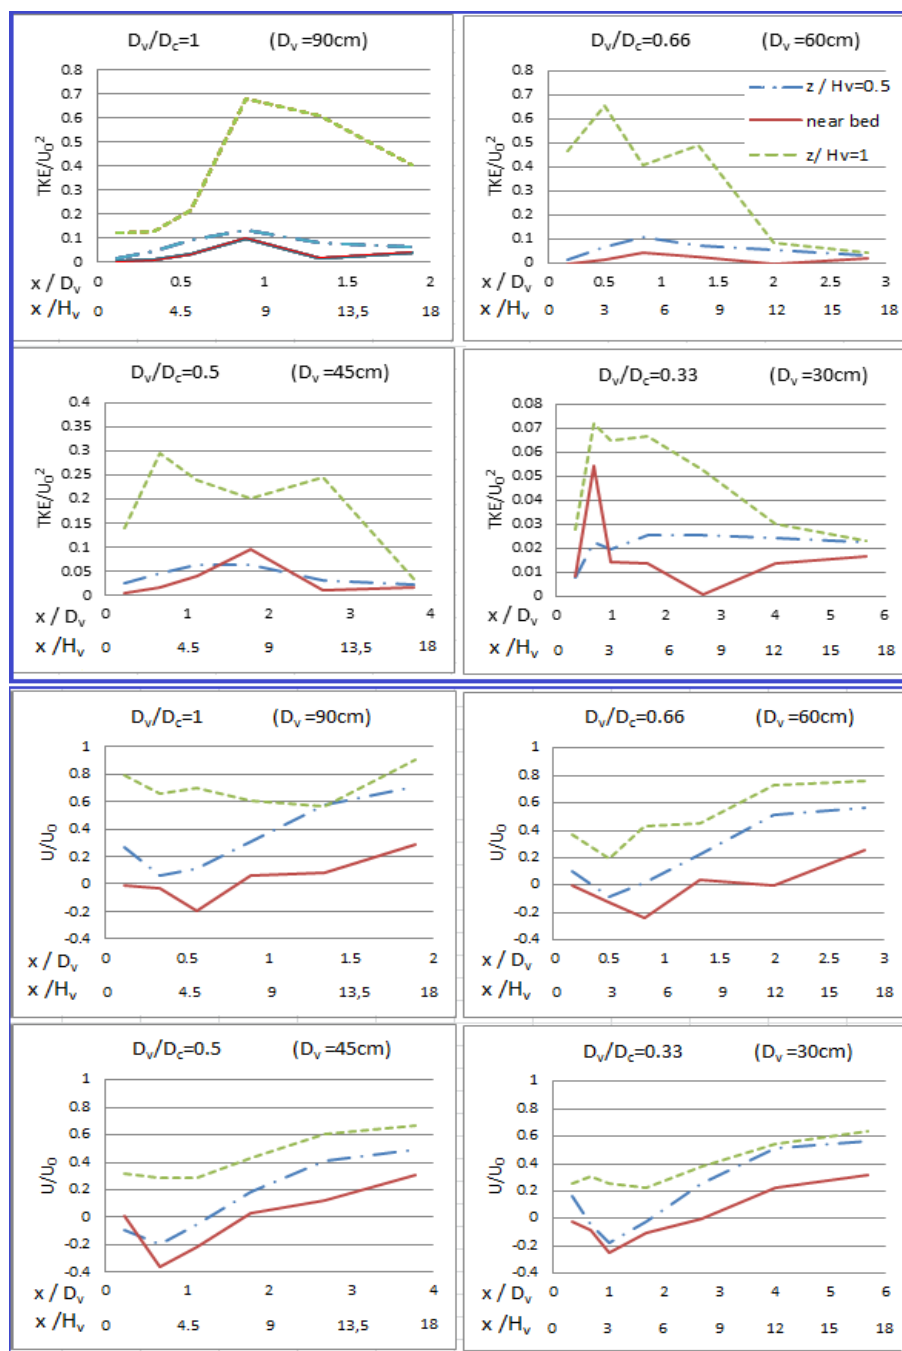 Dv/Dc=1 (Dv =90cm)
0.8
0.7
0.6
0.5
0.4
0.3
0.2
0.1
0
TKE/U0²
x / Dv 0 0.5 1 1.5 2
x /Hv 0 4.5 9 13,5 18
Dv/Dc=0.66 (Dv =60cm)
0.8
0.7
0.6
0.5
0.4
0.3
0.2
0.1
0
TKE/U0²
z / Hv=0.5
near bed
z/ Hv=1
x / Dv 0 0.5 1 1.5 2 2.5 3
x /Hv 0 3 6 9 12 15 18
Dv/Dc=0.5 (Dv =45cm)
0.4
0.35
0.3
0.25
0.2
0.15
0.1
0.05
0
TKE/U0²
x / Dv 0 1 2 3 4
x /Hv 0 4.5 9 13,5 18
Dv/Dc=0.33 (Dv =30cm)
0.08
0.07
0.06
0.05
0.04
0.03
0.02
0.01
0
TKE/U0²
x / Dv 0 1 2 3 4 5 6
x /Hv 0 3 6 9 12 15 18
Dv/Dc=1 (Dv =90cm)
1
0.8
0.6
0.4
0.2
0
-0.2
-0.4
U/U0
x / Dv 0 0.5 1 1.5 2
x /Hv 0 4.5 9 13,5 18
Dv/Dc=0.66 (Dv =60cm)
1
0.8
0.6
0.4
0.2
0
-0.2
-0.4
U/U0
x / Dv 0 0.5 1 1.5 2 2.5 3
x /Hv 0 3 6 9 12 15 18
Dv/Dc=0.5 (Dv =45cm)
1
0.8
0.6
0.4
0.2
0
-0.2
-0.4
U/U0
x / Dv 0 1 2 3 4
x /Hv 0 4.5 9 13,5 18
Dv/Dc=0.33 (Dv =30cm)
1
0.8
0.6
0.4
0.2
0
-0.2
-0.4
U/U0
x / Dv 0 1 2 3 4 5 6
x /Hv 0 3 6 9 12 15 18